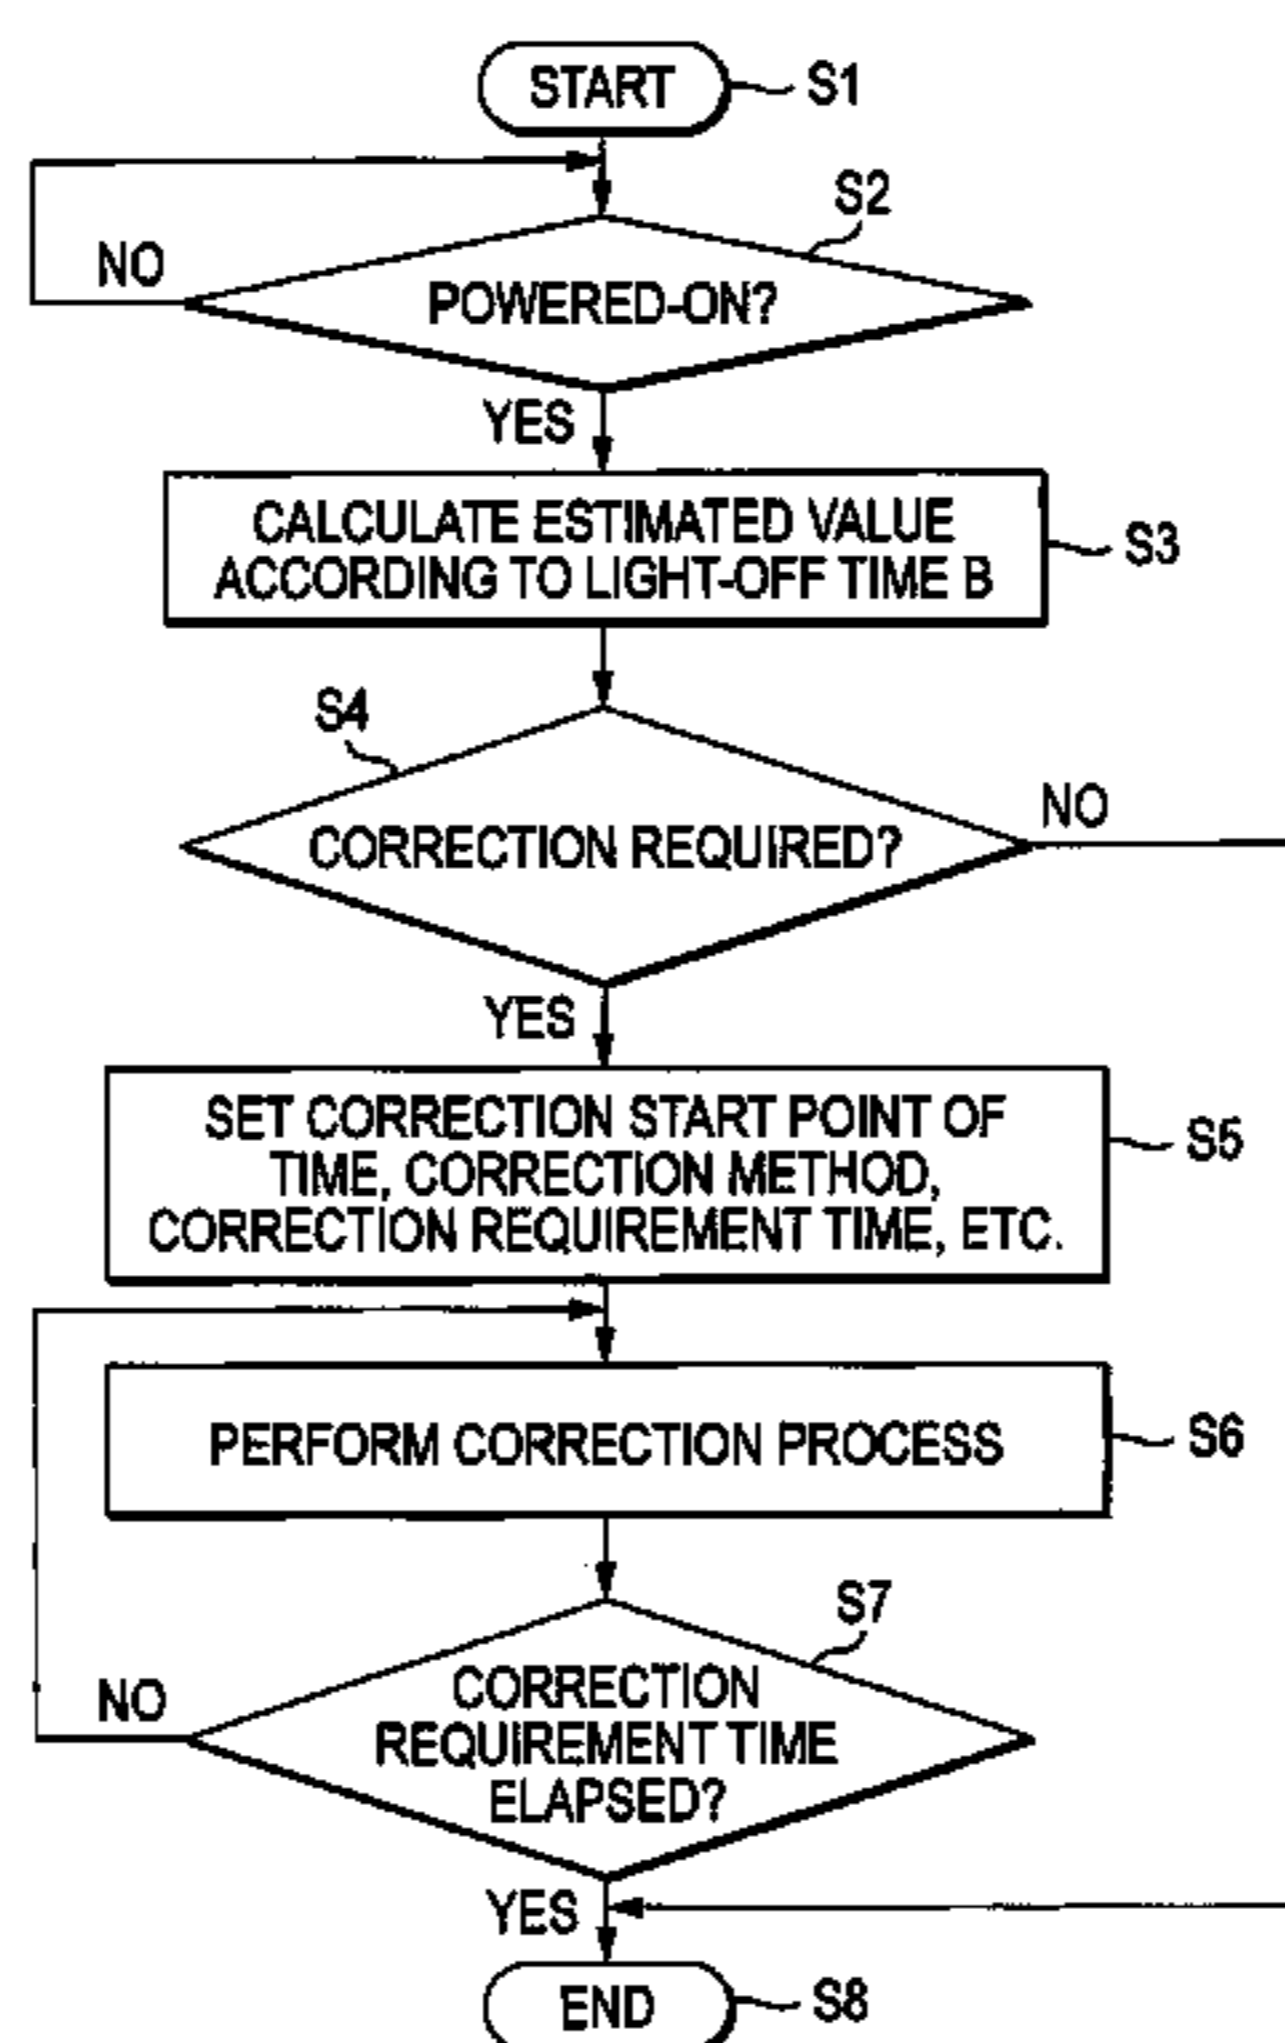 START
S1
S2
NO
POWERED-ON?
YES
CALCULATE ESTIMATED VALUE
ACCORDING TO LIGHT-OFF TIME B
S3
S4
NO
CORRECTION REQUIRED?
YES
SET CORRECTION START POINT OF
TIME, CORRECTION METHOD,
CORRECTION REQUIREMENT TIME, ETC.
S5
PERFORM CORRECTION PROCESS
S6
S7
NO
CORRECTION
REQUIREMENT TIME
ELAPSED?
YES
END
S8